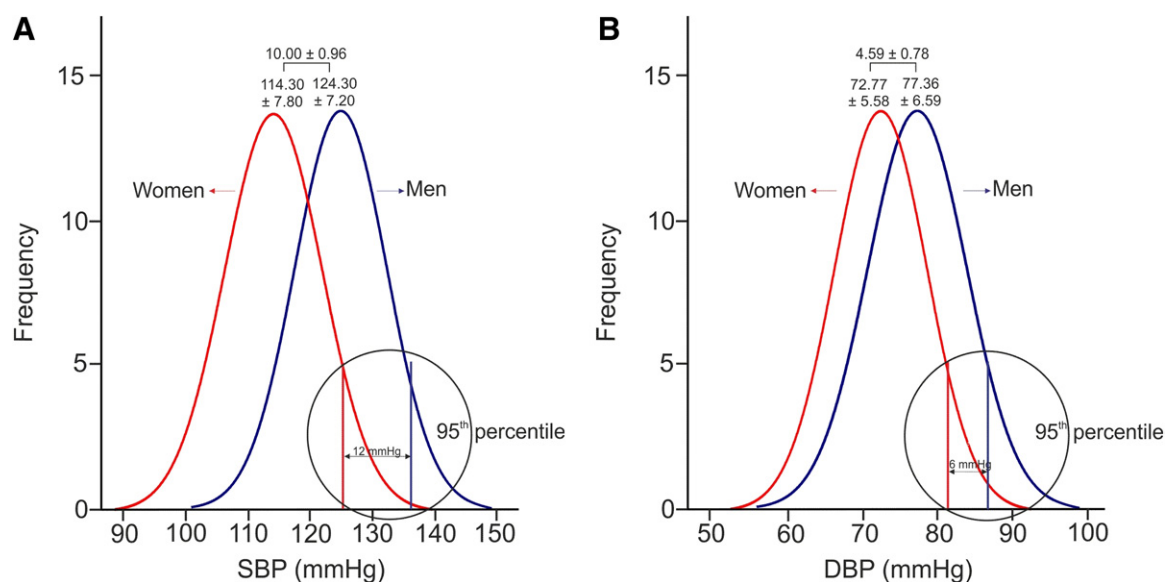 A
10.00 ± 0.96
114.30 124.30
± 7.80 ± 7.20
15
10
5
0
Frequency
Women
Men
95th percentile
12 mmHg
90 100 110 120 130 140 150
SBP (mmHg)
B
4.59 ± 0.78
72.77 77.36
± 5.58 ± 6.59
15
10
5
0
Frequency
Women
Men
95th percentile
6 mmHg
50 60 70 80 90 100
DBP (mmHg)